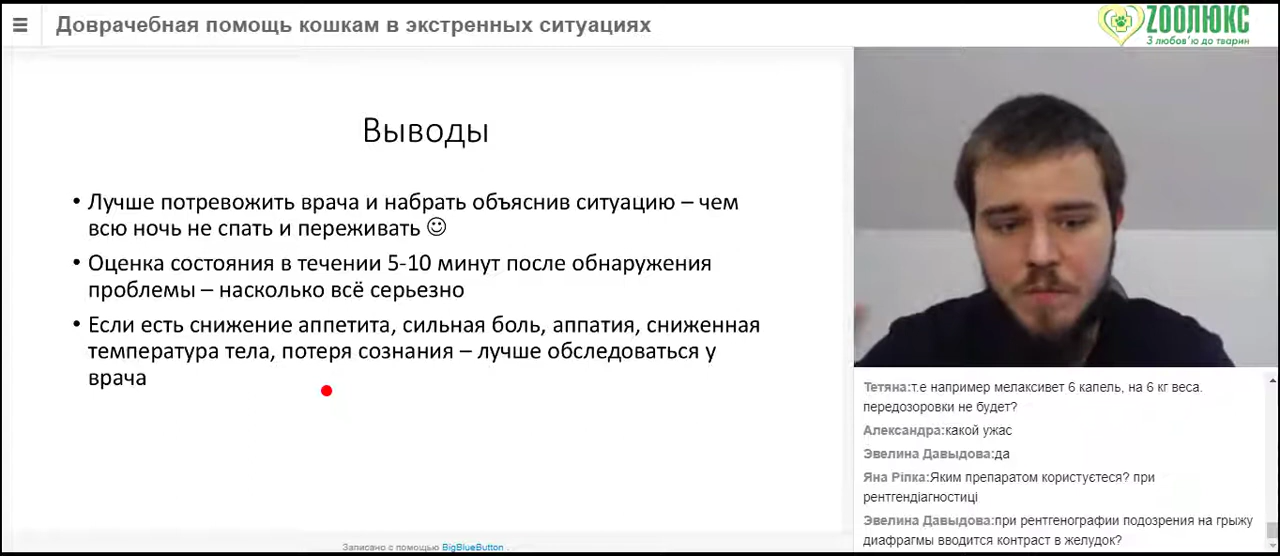 Доврачебная помощь кошкам в экстренных ситуациях
ZООЛЮКС
З любов'ю до тварин
Выводы
• Лучше потревожить врача и набрать объяснив ситуацию – чем
всю ночь не спать и переживать ☺
• Оценка состояния в течении 5-10 минут после обнаружения
проблемы – насколько всё серьезно
• Если есть снижение аппетита, сильная боль, аппатия, сниженная
температура тела, потеря сознания – лучше обследоваться у
врача
Тетяна:т.е например мелаксивет 6 капель, на 6 кг веса.
передозоровки не будет?
Александра:какой ужас
Эвелина Давыдова:да
Яна Ріпка:Яким препаратом користуєтеся? при
рентгендіагностиці
Эвелина Давыдова:при рентгенографии подозрения на грыжу
диафрагмы вводится контраст в желудок?
Записано с помощью BigBlueButton .